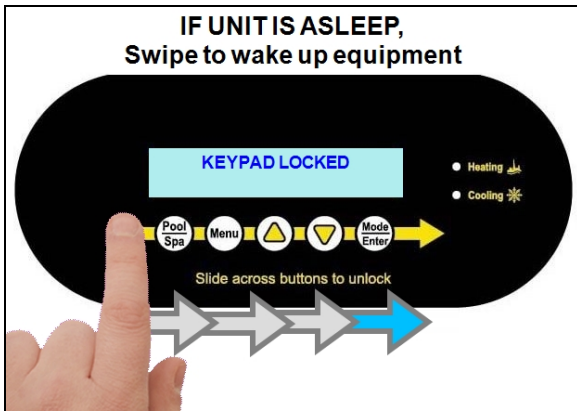 IF UNIT IS ASLEEP,
Swipe to wake up equipment
KEYPAD LOCKED
Heating
Cooling
Pool
Spa
Menu
Mode
Enter
Slide across buttons to unlock